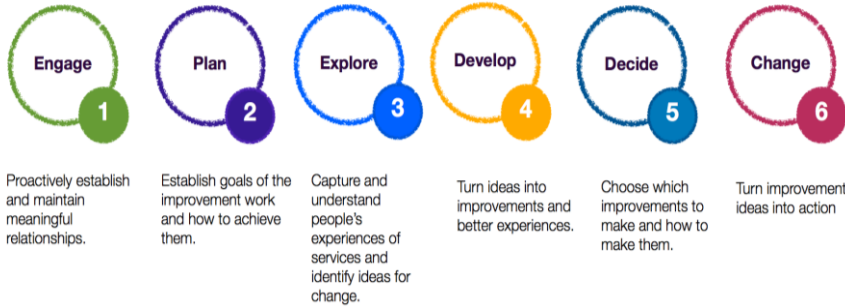 Engage
1
Plan
2
Explore
3
Develop
4
Decide
5
Change
6
Proactively establish
and maintain
meaningful
relationships.
Establish goals of the
improvement work
and how to achieve
them.
Capture and
understand
people's
experiences of
services and
identify ideas for
change.
Turn ideas into
improvements and
better experiences.
Choose which
improvements to
make and how to
make them.
Turn improvement
ideas into action